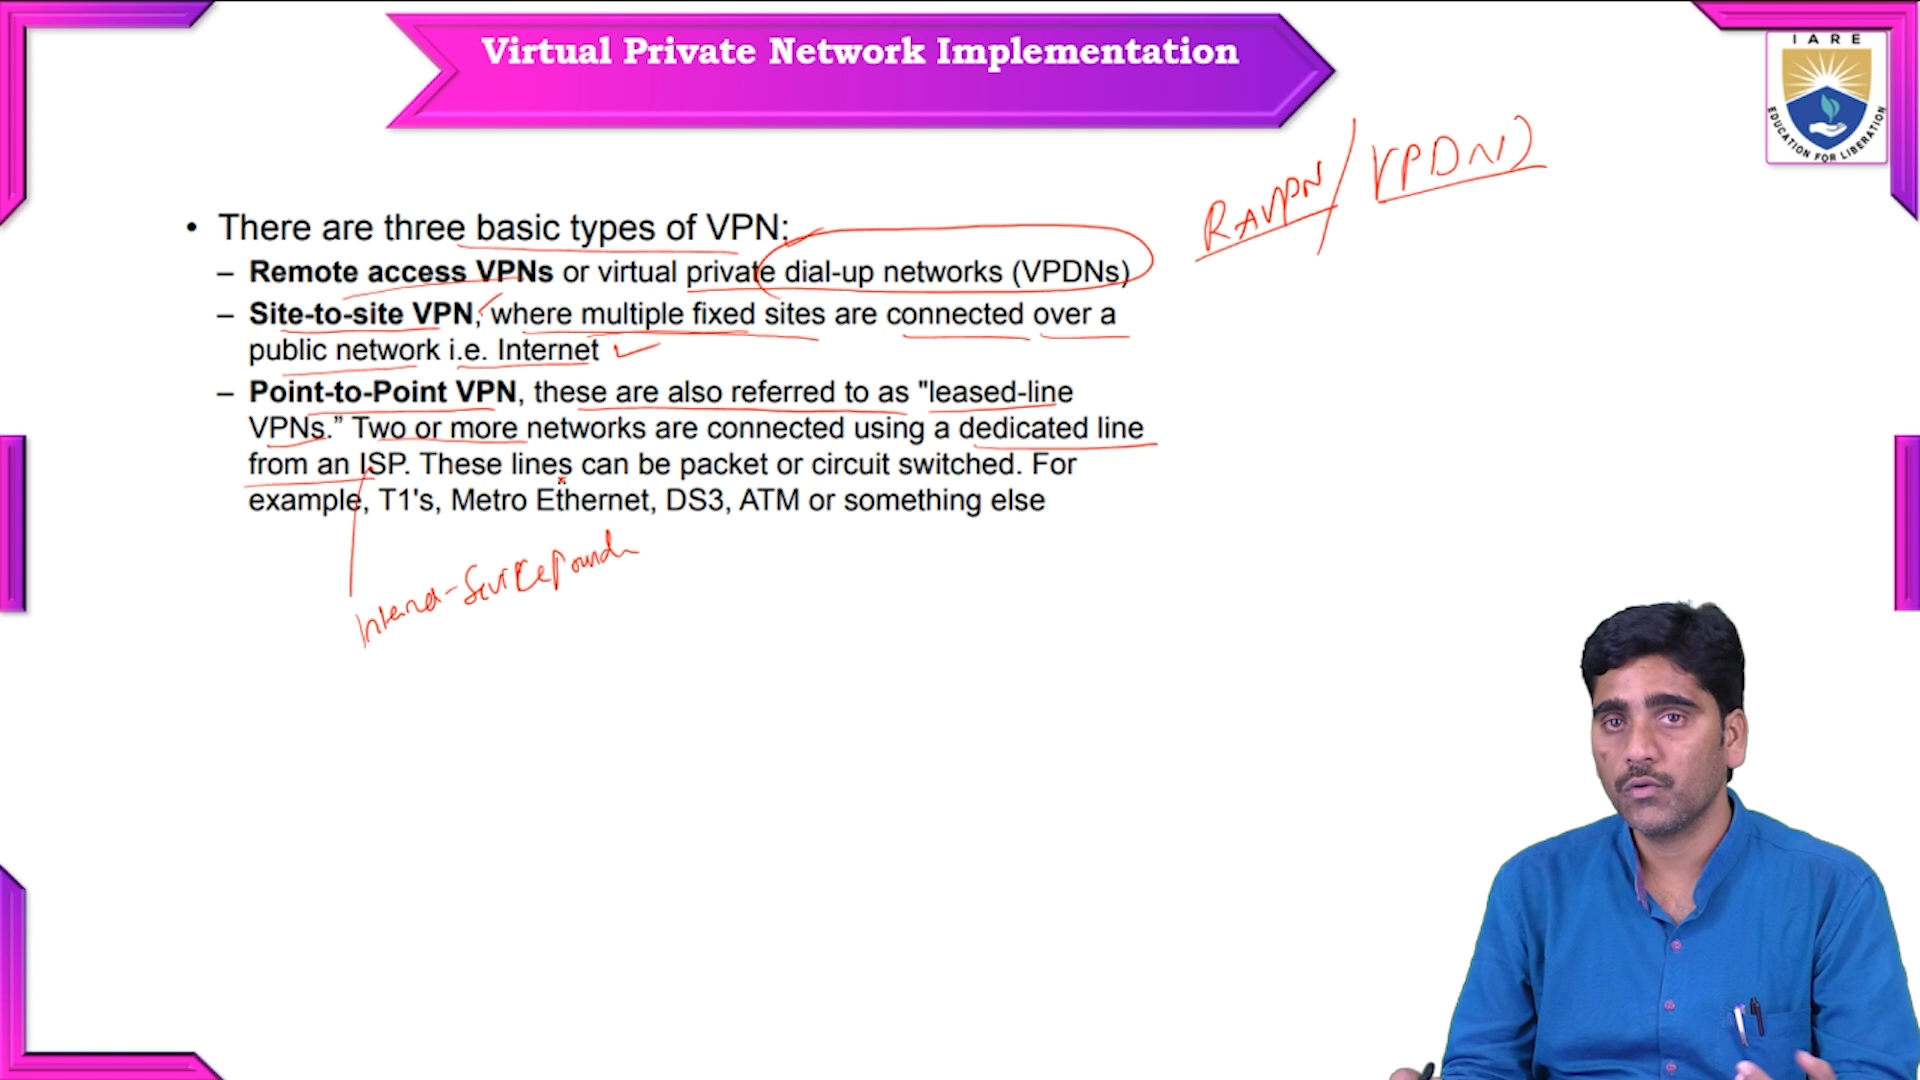 Virtual Private Network Implementation
IARE
EDUCATION FOR LIBERATION
RAVPN/VPDN
• There are three basic types of VPN:
– Remote access VPNs or virtual private dial-up networks (VPDNs)
– Site-to-site VPN, where multiple fixed sites are connected over a
public network i.e. Internet
– Point-to-Point VPN, these are also referred to as "leased-line
VPNs.” Two or more networks are connected using a dedicated line
from an ISP. These lines can be packet or circuit switched. For
example, T1's, Metro Ethernet, DS3, ATM or something else